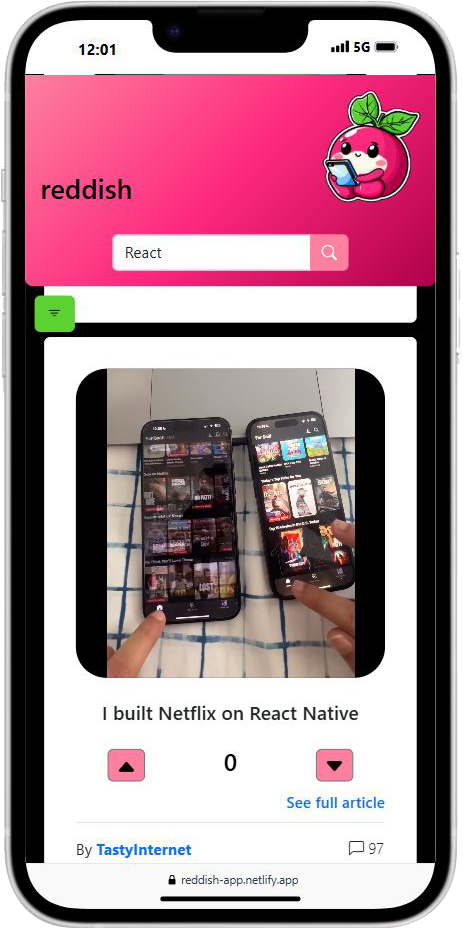 12:01
5G
reddish
React
I built Netflix on React Native
0
See full article
By TastyInternet
97
reddish-app.netlify.app